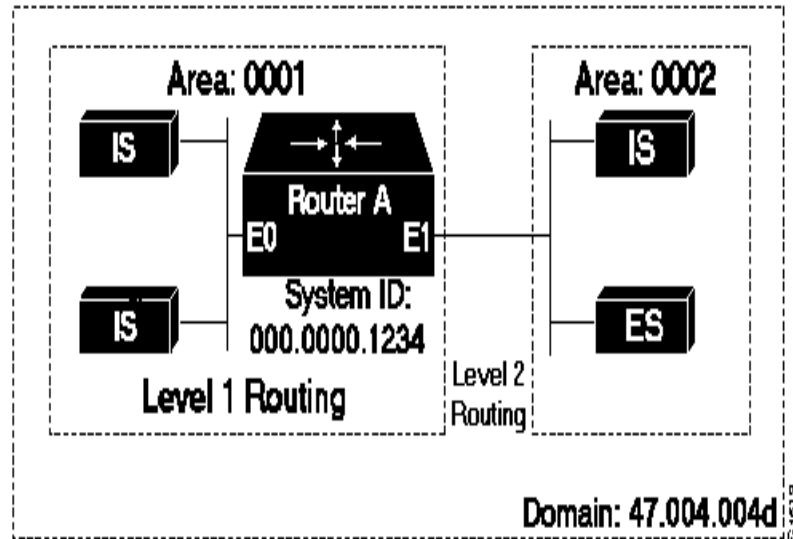 Area: 0001
Area: 0002
IS
IS
Router A
E0
E1
System ID:
000.0000.1234
IS
ES
Level 1 Routing
Level 2
Routing
Domain: 47.004.004d